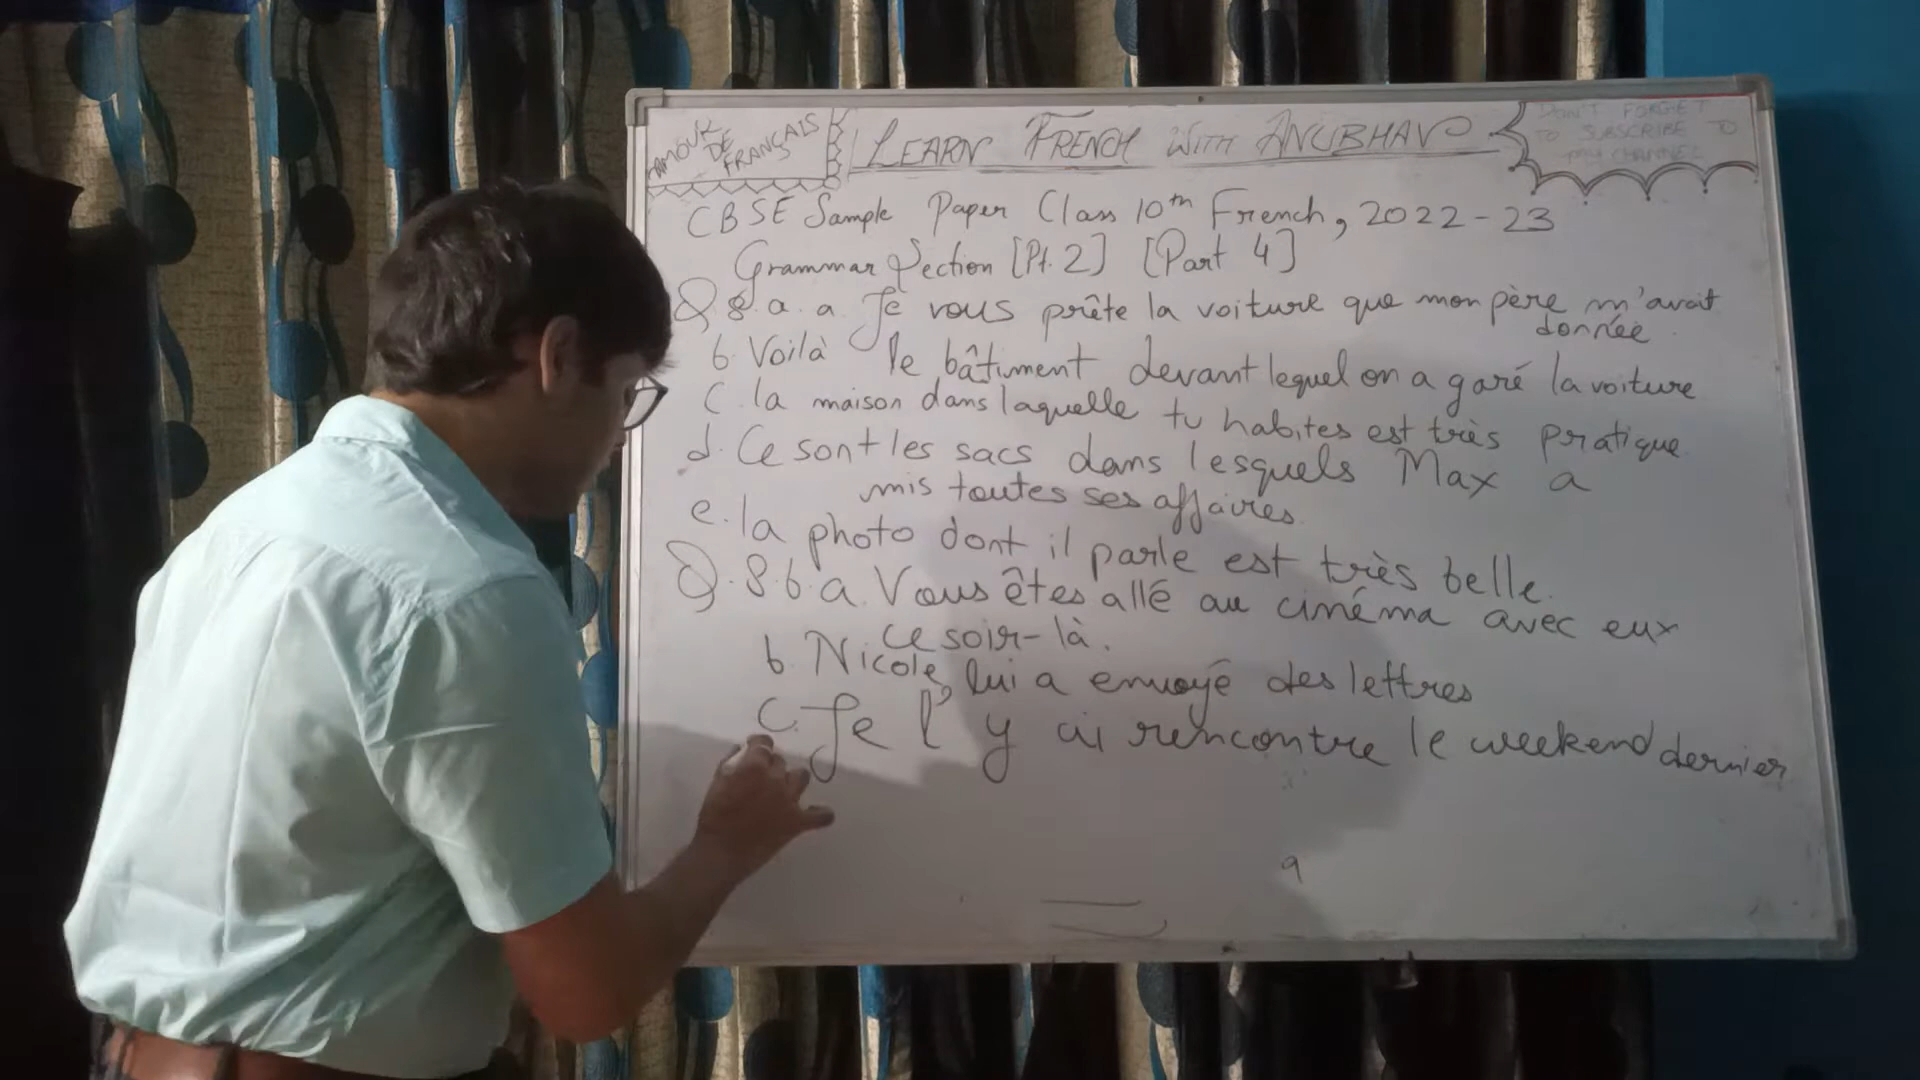 AMOUR
DE
FRANÇAIS
LEARN FRENCH WITH ANUBHAV
DON'T FORGET
TO SUBSCRIBE TO
MY CHANNEL
CBSE Sample Paper Class 10th French, 2022-23
Grammar Section [Pt. 2] [Part 4]
Q 8. a. a. Je vous prête la voiture que mon père m'avait
donnée.
b. Voilà le bâtiment devant lequel on a garé la voiture
c. la maison dans laquelle tu habites est très pratique
d. Ce sont les sacs dans lesquels Max a
mis toutes ses affaires.
e. la photo dont il parle est très belle.
Q. 8. b. a. Vous êtes allé au cinéma avec eux
ce soir-là.
b. Nicole lui a envoyé des lettres
c. Je l' y ai rencontre le weekend dernier